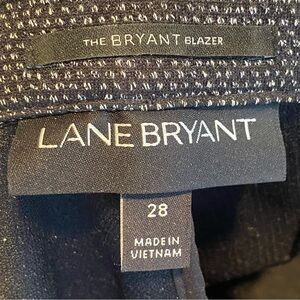 THE BRYANT BLAZER
LANE BRYANT
28
MADE IN
VIETNAM